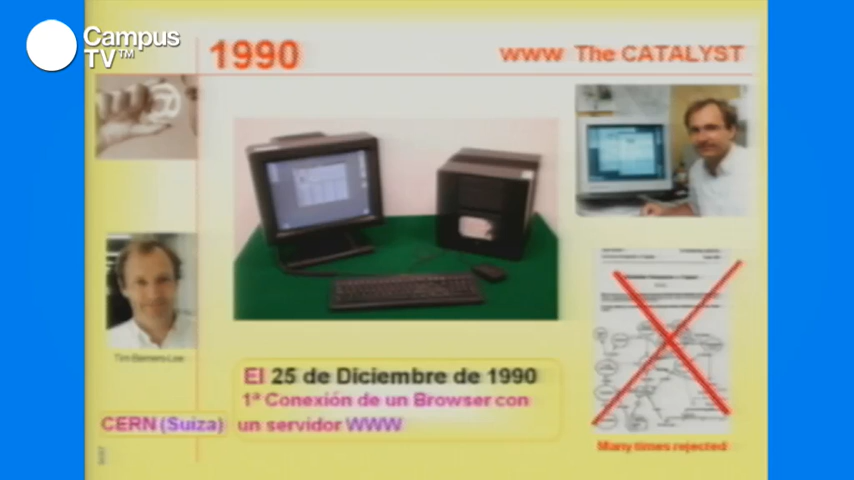 Campus
TV™
1990
www The CATALYST
Tim Berners-Lee
El 25 de Diciembre de 1990
1ª Conexión de un Browser con
un servidor WWW
CERN (Suiza)
Many times rejected